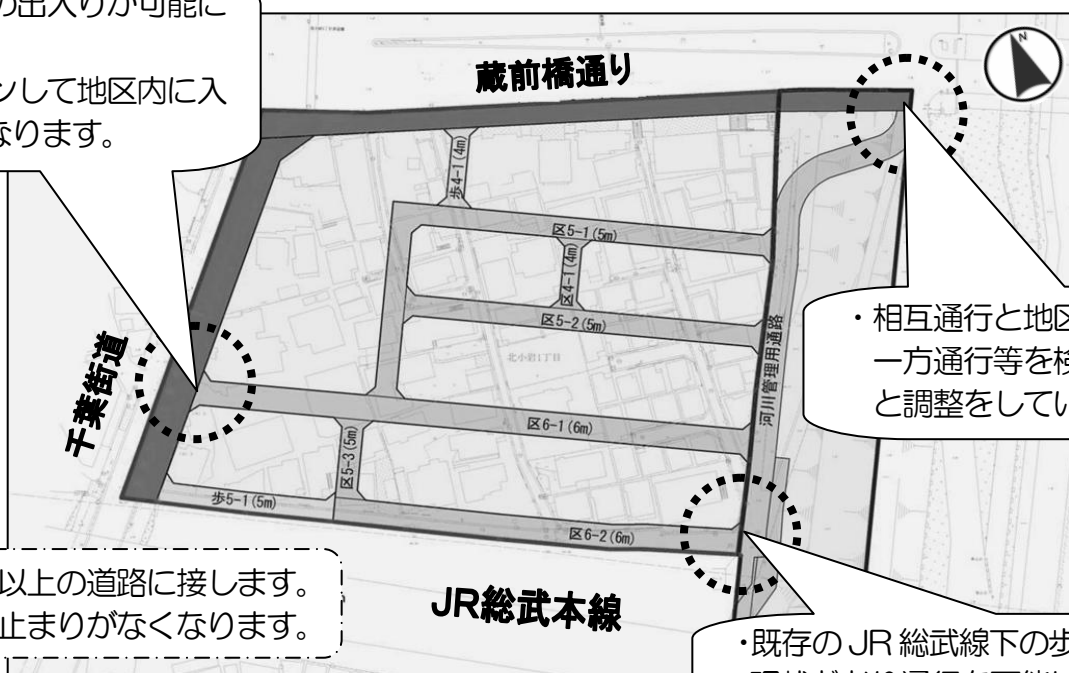 の出入りが可能に
ンして地区内に入
なります。
蔵前橋通り
N
歩4-1(4m)
区5-1(5m)
区4-1(4m)
区5-2(5m)
北小岩1丁目
河川管理用通路
・相互通行と地区
一方通行等を検
と調整をしてい
千葉街道
区6-1(6m)
区5-3(5m)
歩5-1(5m)
区6-2(6m)
以上の道路に接します。
止まりがなくなります。
JR総武本線
・既存のJR総武線下の歩